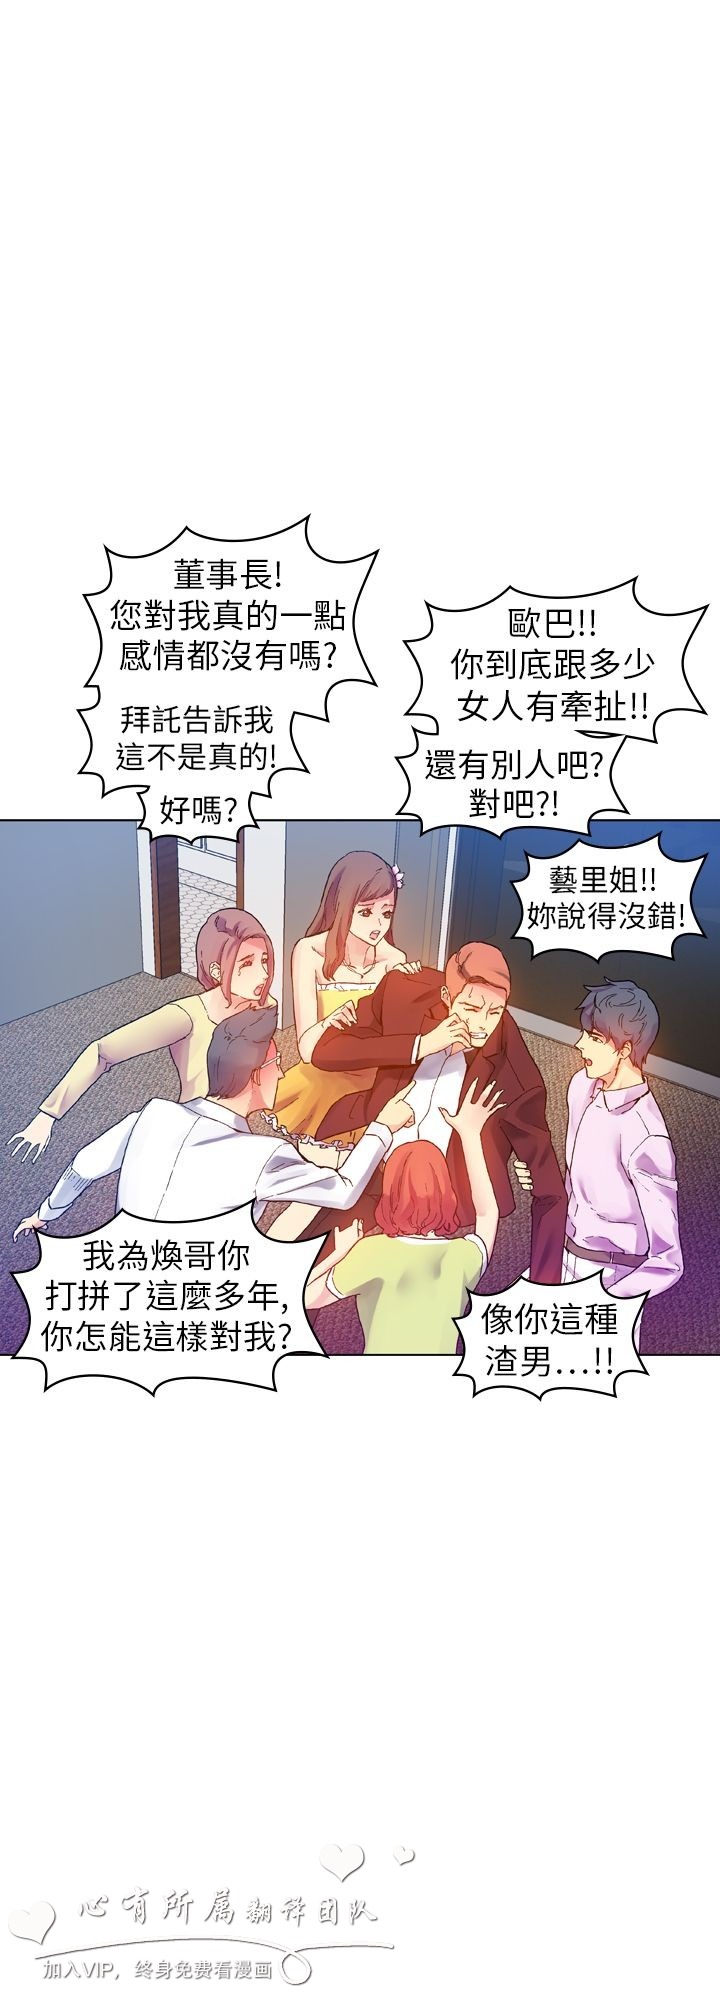 董事長!
您對我真的一點
感情都沒有嗎?
拜託告訴我
這不是真的!
好嗎?
歐巴!!
你到底跟多少
女人有牽扯!!
還有別人吧?
對吧?!
藝里姐!!
妳說得沒錯!
我為煥哥你
打拼了這麼多年,
你怎能這樣對我?
像你這種
渣男...!!
心有所属翻译团队
加入VIP，终身免费看漫画